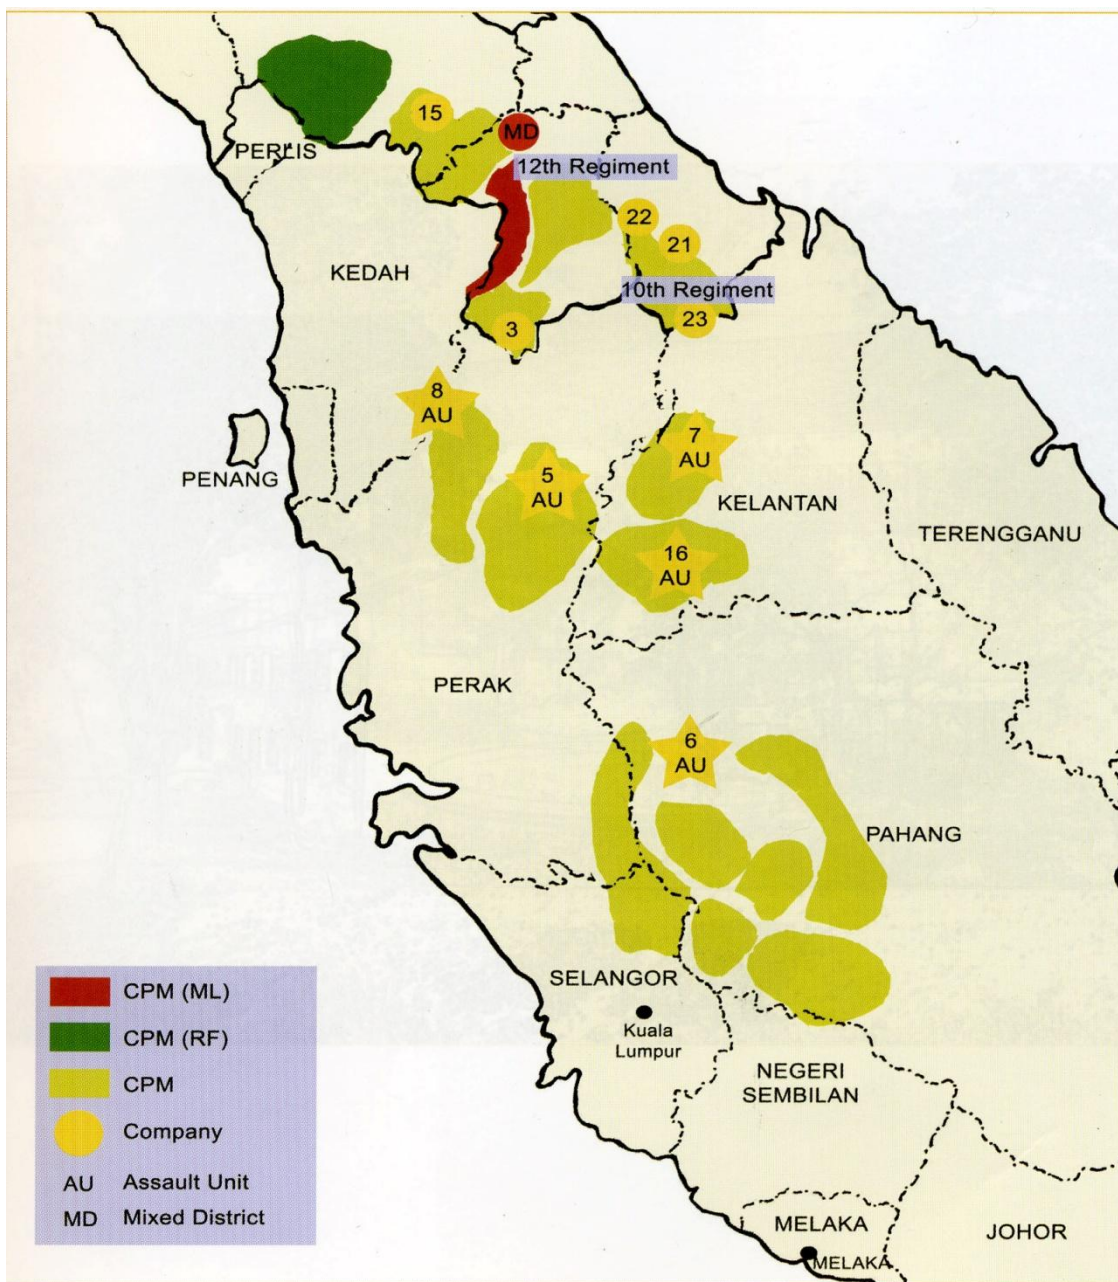 15
MD
PERLIS
12th Regiment
22
21
KEDAH
10th Regiment
23
3
8
AU
7
AU
5
AU
PENANG
KELANTAN
TERENGGANU
16
AU
PERAK
6
AU
PAHANG
SELANGOR
Kuala
Lumpur
NEGERI
SEMBILAN
MELAKA
MELAKA
JOHOR
CPM (ML)
CPM (RF)
CPM
Company
AU Assault Unit
MD Mixed District